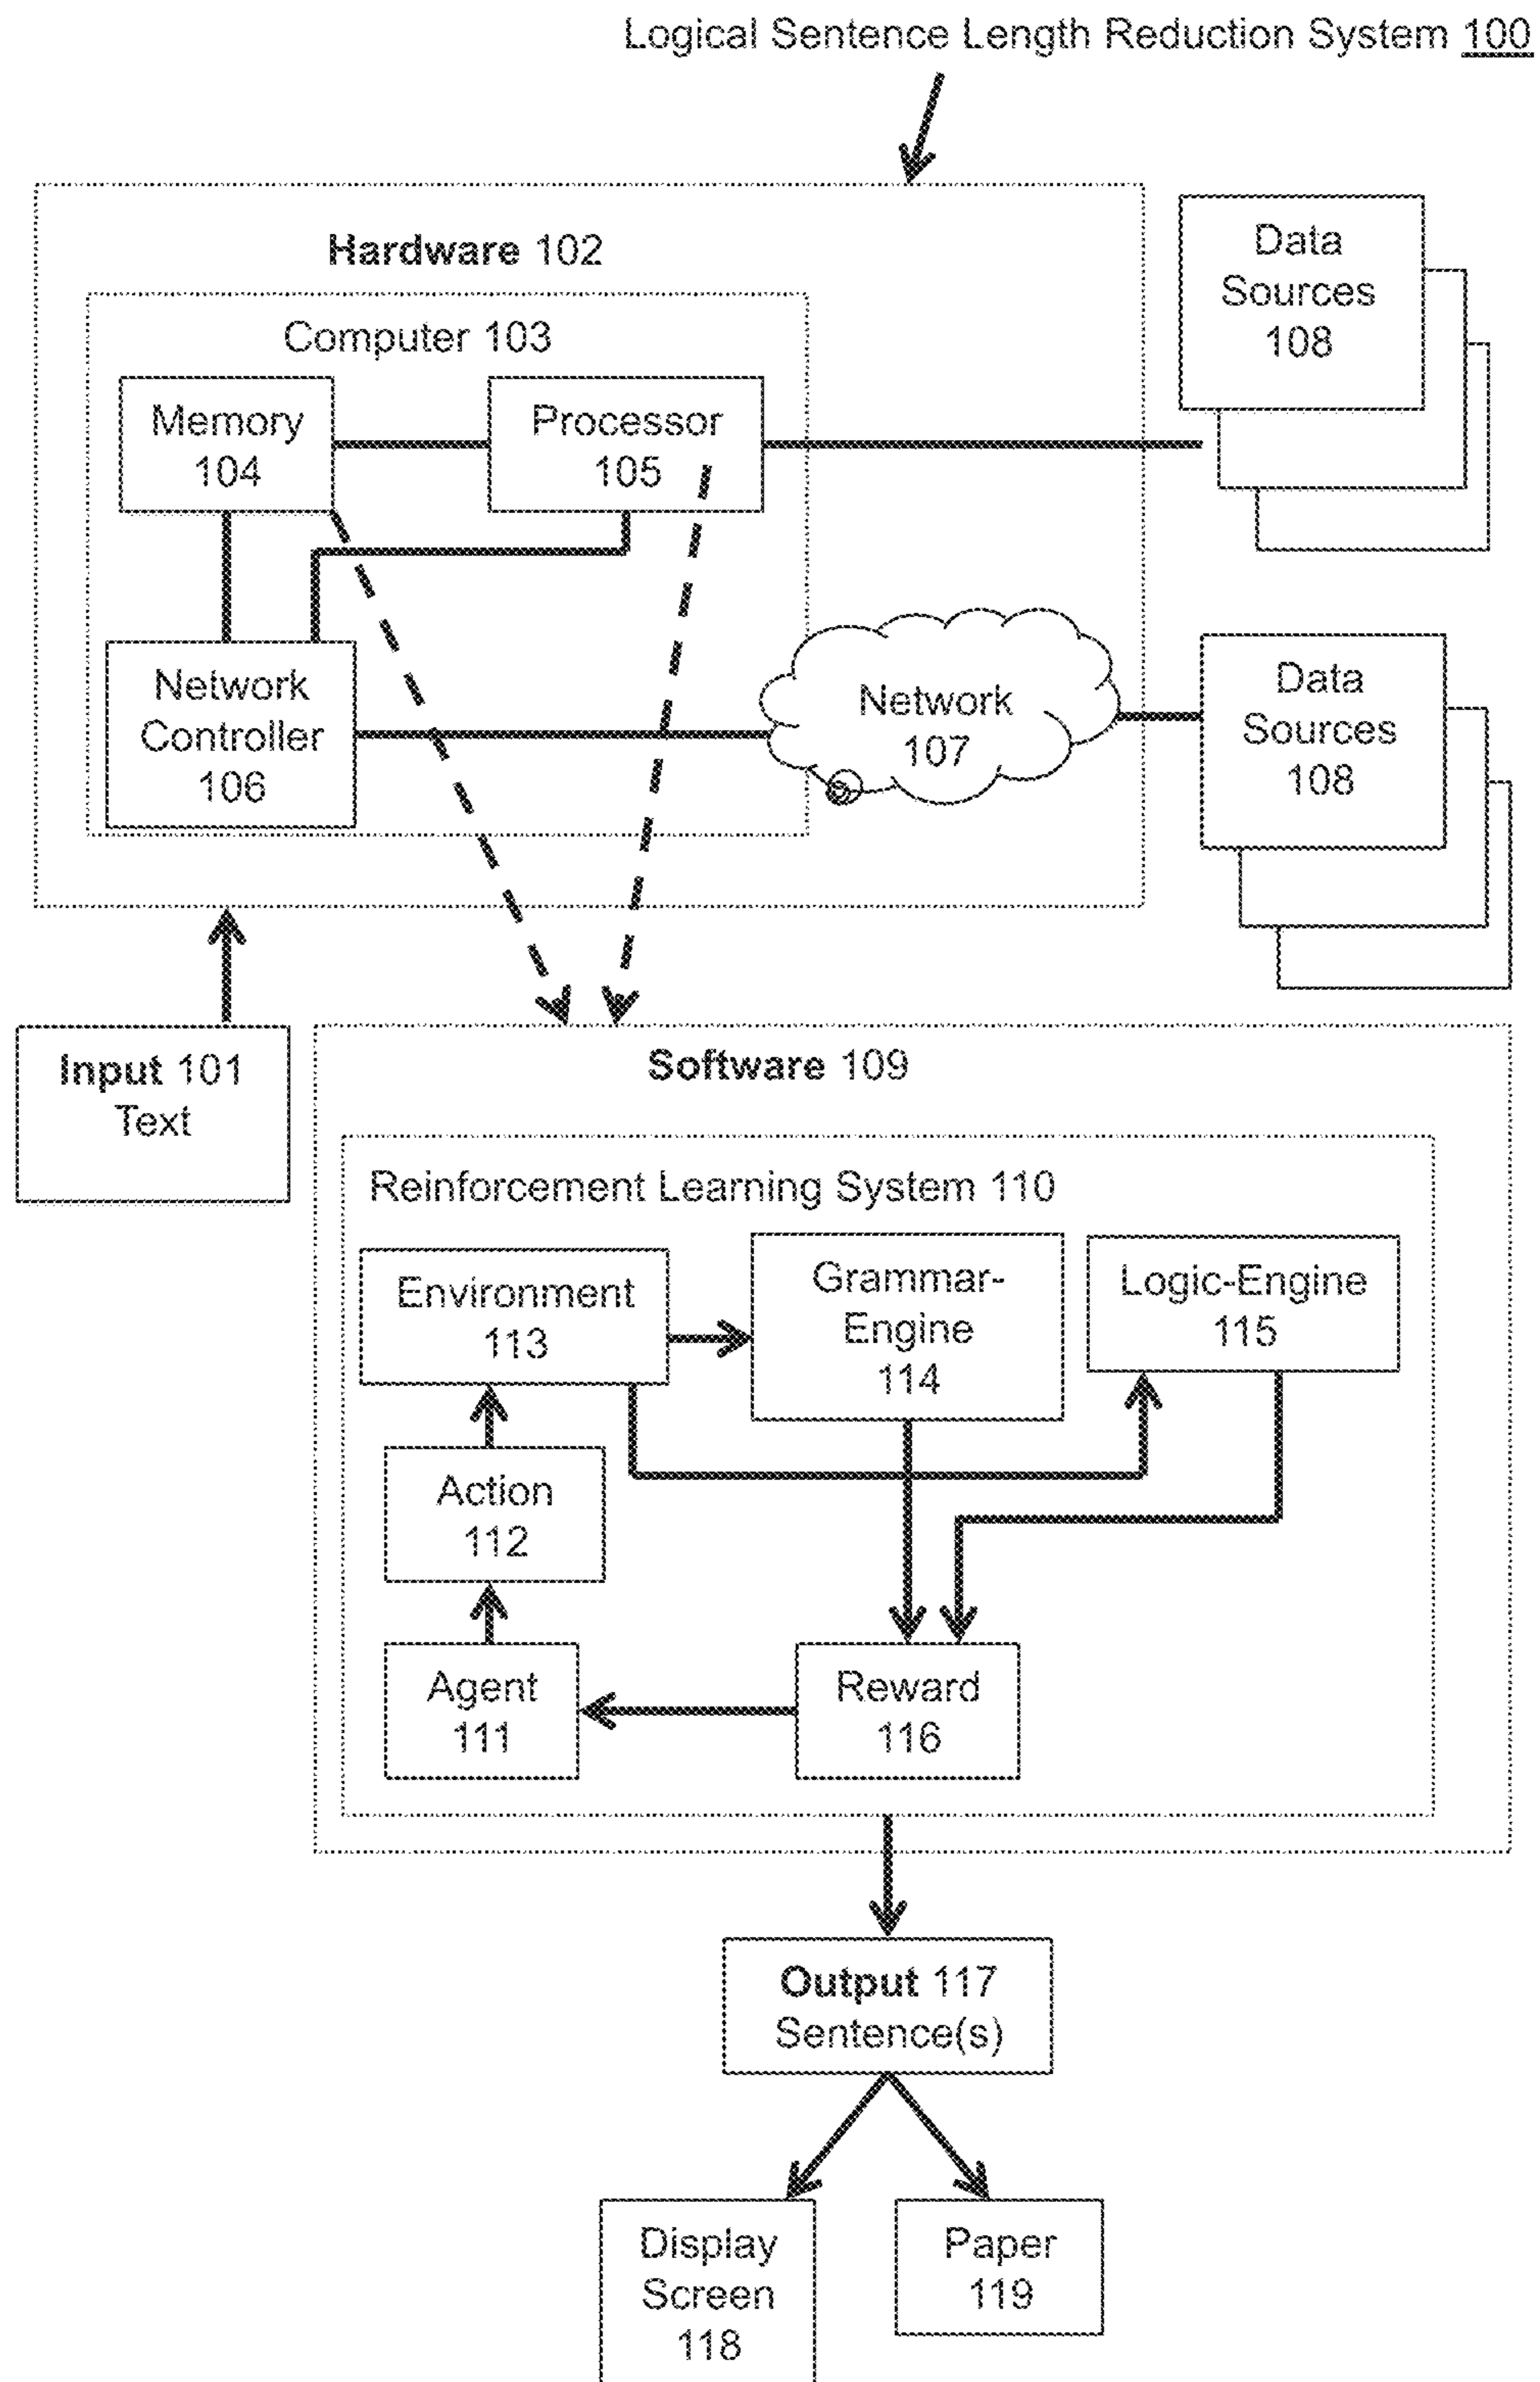 Logical Sentence Length Reduction System 100
Hardware 102
Computer 103
Memory
104
Processor
105
Data
Sources
108
Network
Controller
106
Network
107
Data
Sources
108
Input 101
Text
Software 109
Reinforcement Learning System 110
Environment
113
Grammar-
Engine
114
Logic-Engine
115
Action
112
Agent
111
Reward
116
Output 117
Sentence(s)
Display
Screen
118
Paper
119